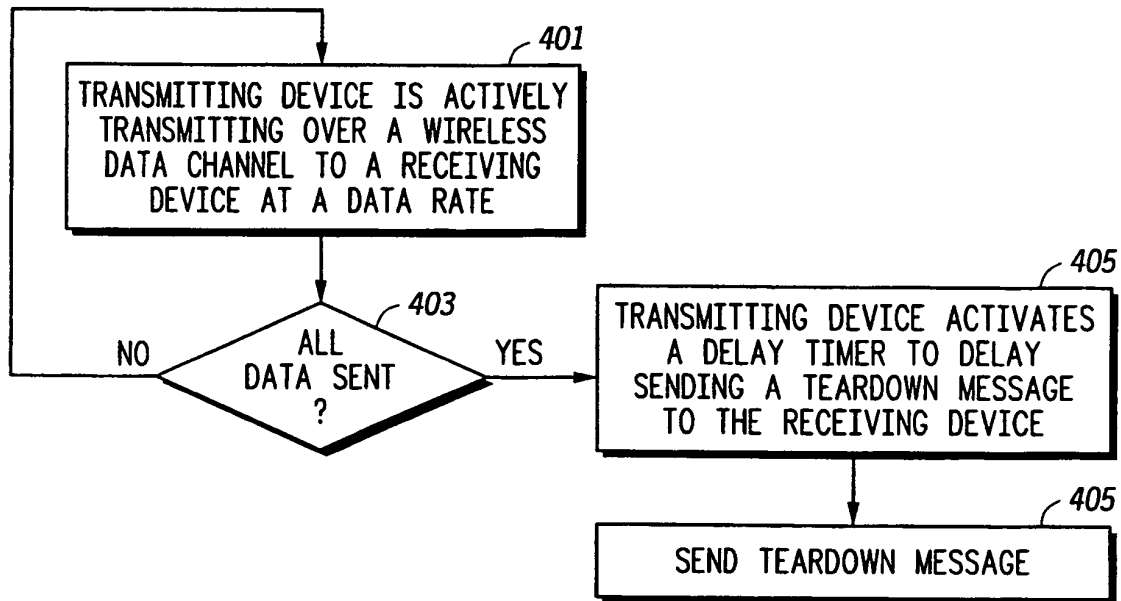 401
TRANSMITTING DEVICE IS ACTIVELY
TRANSMITTING OVER A WIRELESS
DATA CHANNEL TO A RECEIVING
DEVICE AT A DATA RATE
403
ALL
DATA SENT
?
NO
YES
405
TRANSMITTING DEVICE ACTIVATES
A DELAY TIMER TO DELAY
SENDING A TEARDOWN MESSAGE
TO THE RECEIVING DEVICE
405
SEND TEARDOWN MESSAGE